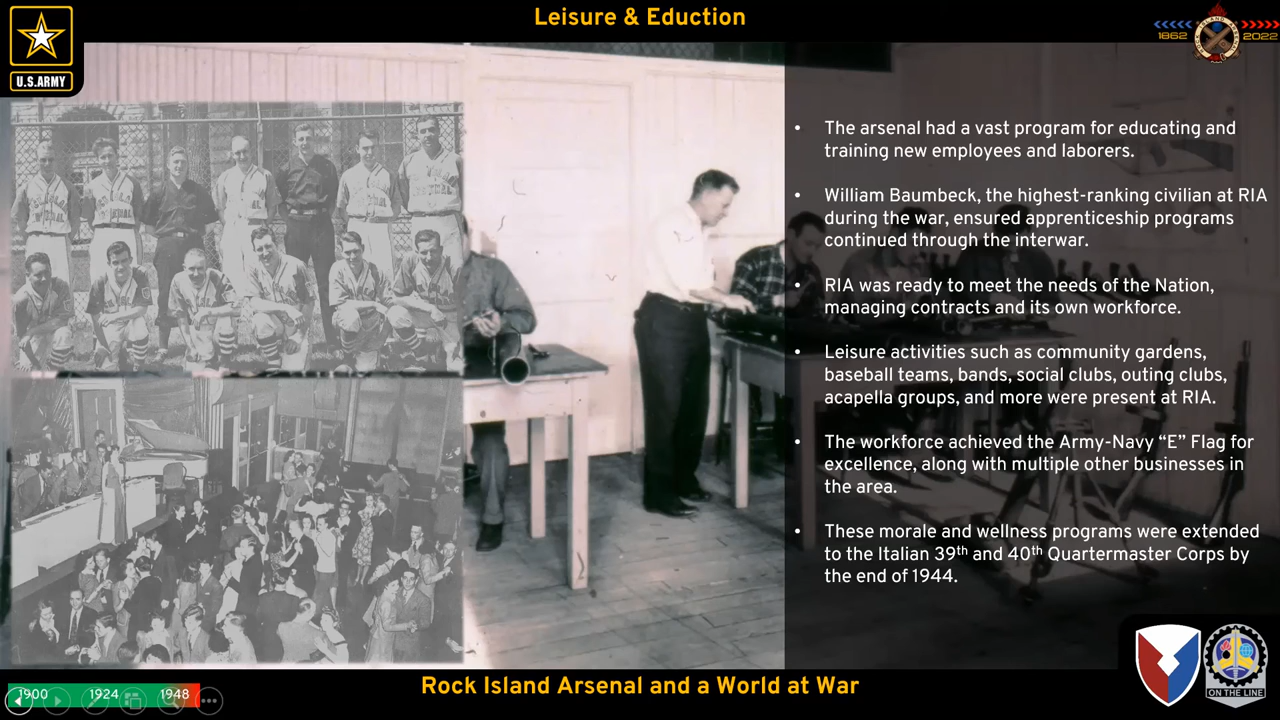 Leisure & Eduction
U.S.ARMY
1862
2022
The arsenal had a vast program for educating and
training new employees and laborers.
William Baumbeck, the highest-ranking civilian at RIA
during the war, ensured apprenticeship programs
continued through the interwar.
RIA was ready to meet the needs of the Nation,
managing contracts and its own workforce.
Leisure activities such as community gardens,
baseball teams, bands, social clubs, outing clubs,
acapella groups, and more were present at RIA.
The workforce achieved the Army-Navy “E” Flag for
excellence, along with multiple other businesses in
the area.
These morale and wellness programs were extended
to the Italian 39th and 40th Quartermaster Corps by
the end of 1944.
1900
1924
1948
Rock Island Arsenal and a World at War
ON THE LINE